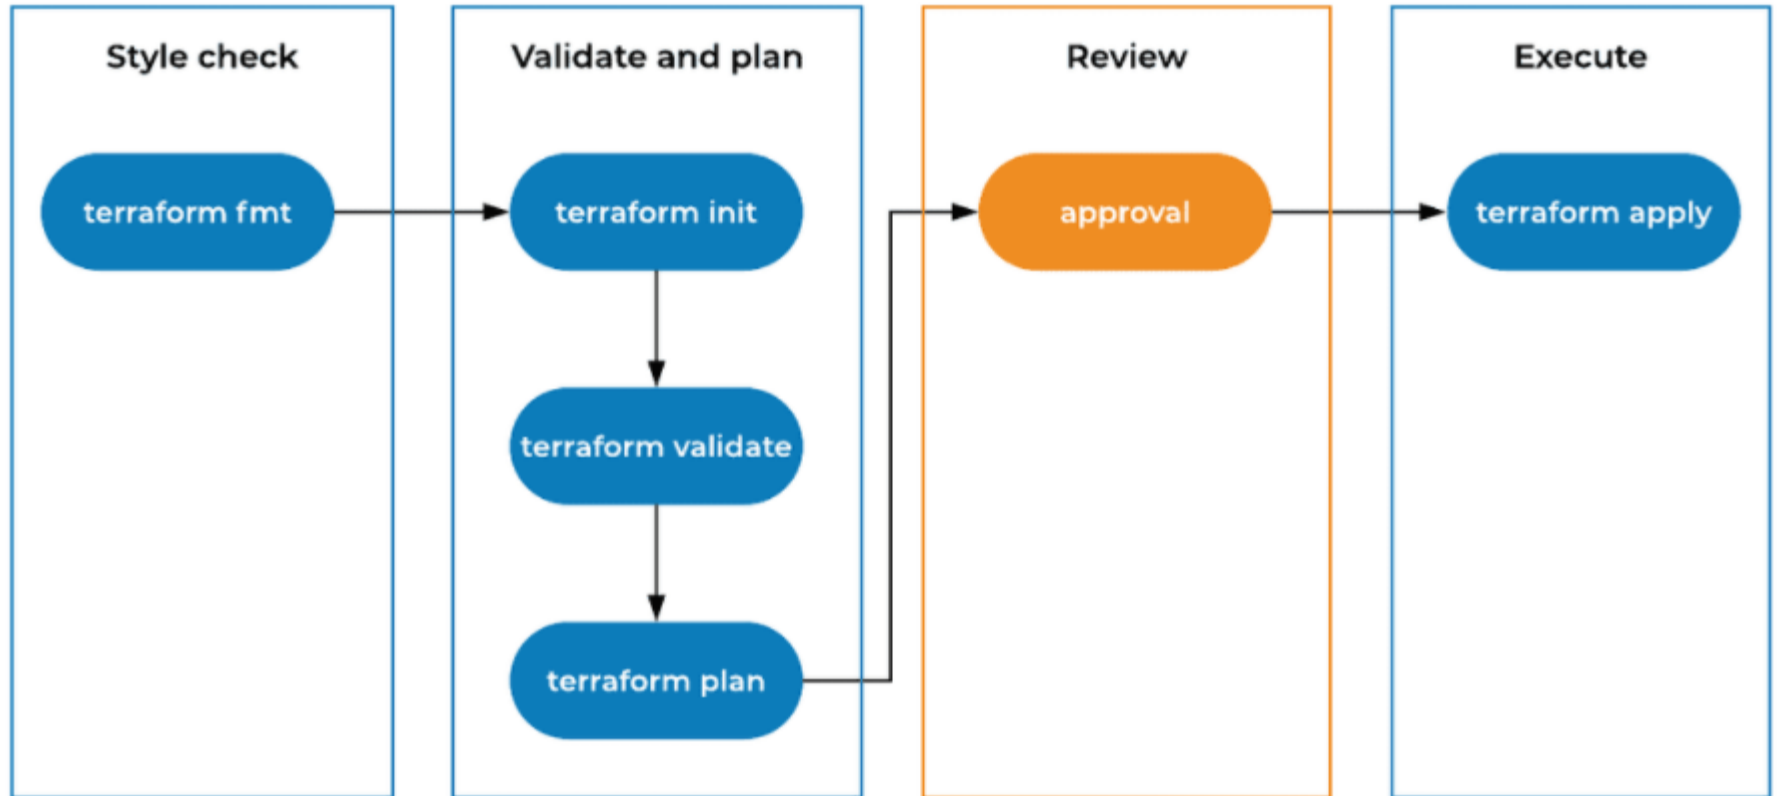 Style check
terraform fmt
Validate and plan
terraform init
terraform validate
terraform plan
Review
approval
Execute
terraform apply